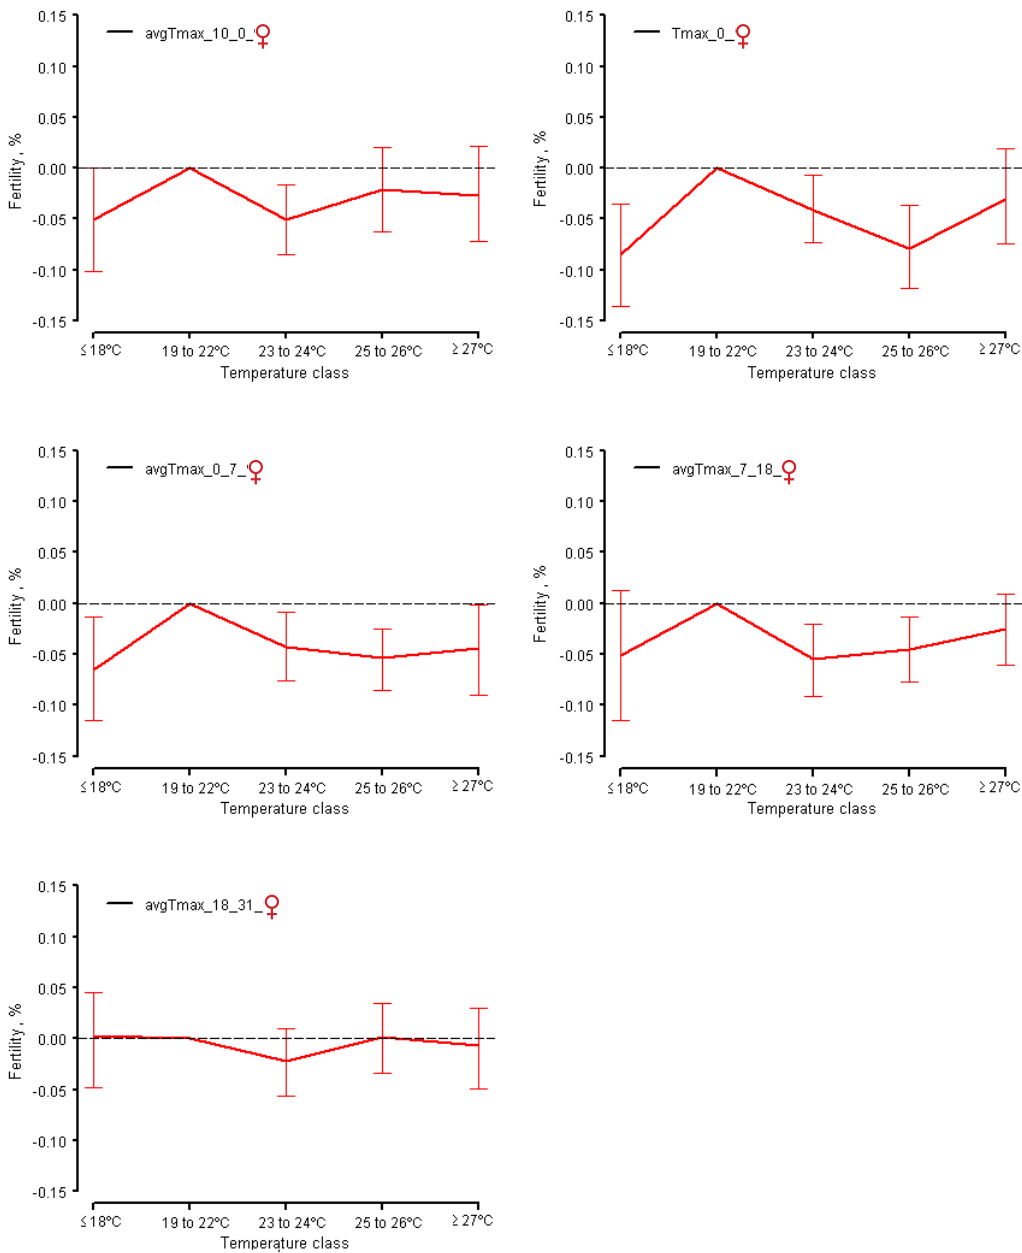 avgTmax_10_0_♀
0.15
0.10
0.05
0.00
-0.05
-0.10
-0.15
Fertility, %
≤18ºC 19 to 22ºC 23 to 24ºC 25 to 26ºC ≥27ºC
Temperature class
Tmax_0_♀
0.15
0.10
0.05
0.00
-0.05
-0.10
-0.15
Fertility, %
≤18ºC 19 to 22ºC 23 to 24ºC 25 to 26ºC ≥27ºC
Temperature class
avgTmax_0_7_♀
0.15
0.10
0.05
0.00
-0.05
-0.10
-0.15
Fertility, %
≤18ºC 19 to 22ºC 23 to 24ºC 25 to 26ºC ≥27ºC
Temperature class
avgTmax_7_18_♀
0.15
0.10
0.05
0.00
-0.05
-0.10
-0.15
Fertility, %
≤18ºC 19 to 22ºC 23 to 24ºC 25 to 26ºC ≥27ºC
Temperature class
avgTmax_18_31_♀
0.15
0.10
0.05
0.00
-0.05
-0.10
-0.15
Fertility, %
≤18ºC 19 to 22ºC 23 to 24ºC 25 to 26ºC ≥27ºC
Temperature class